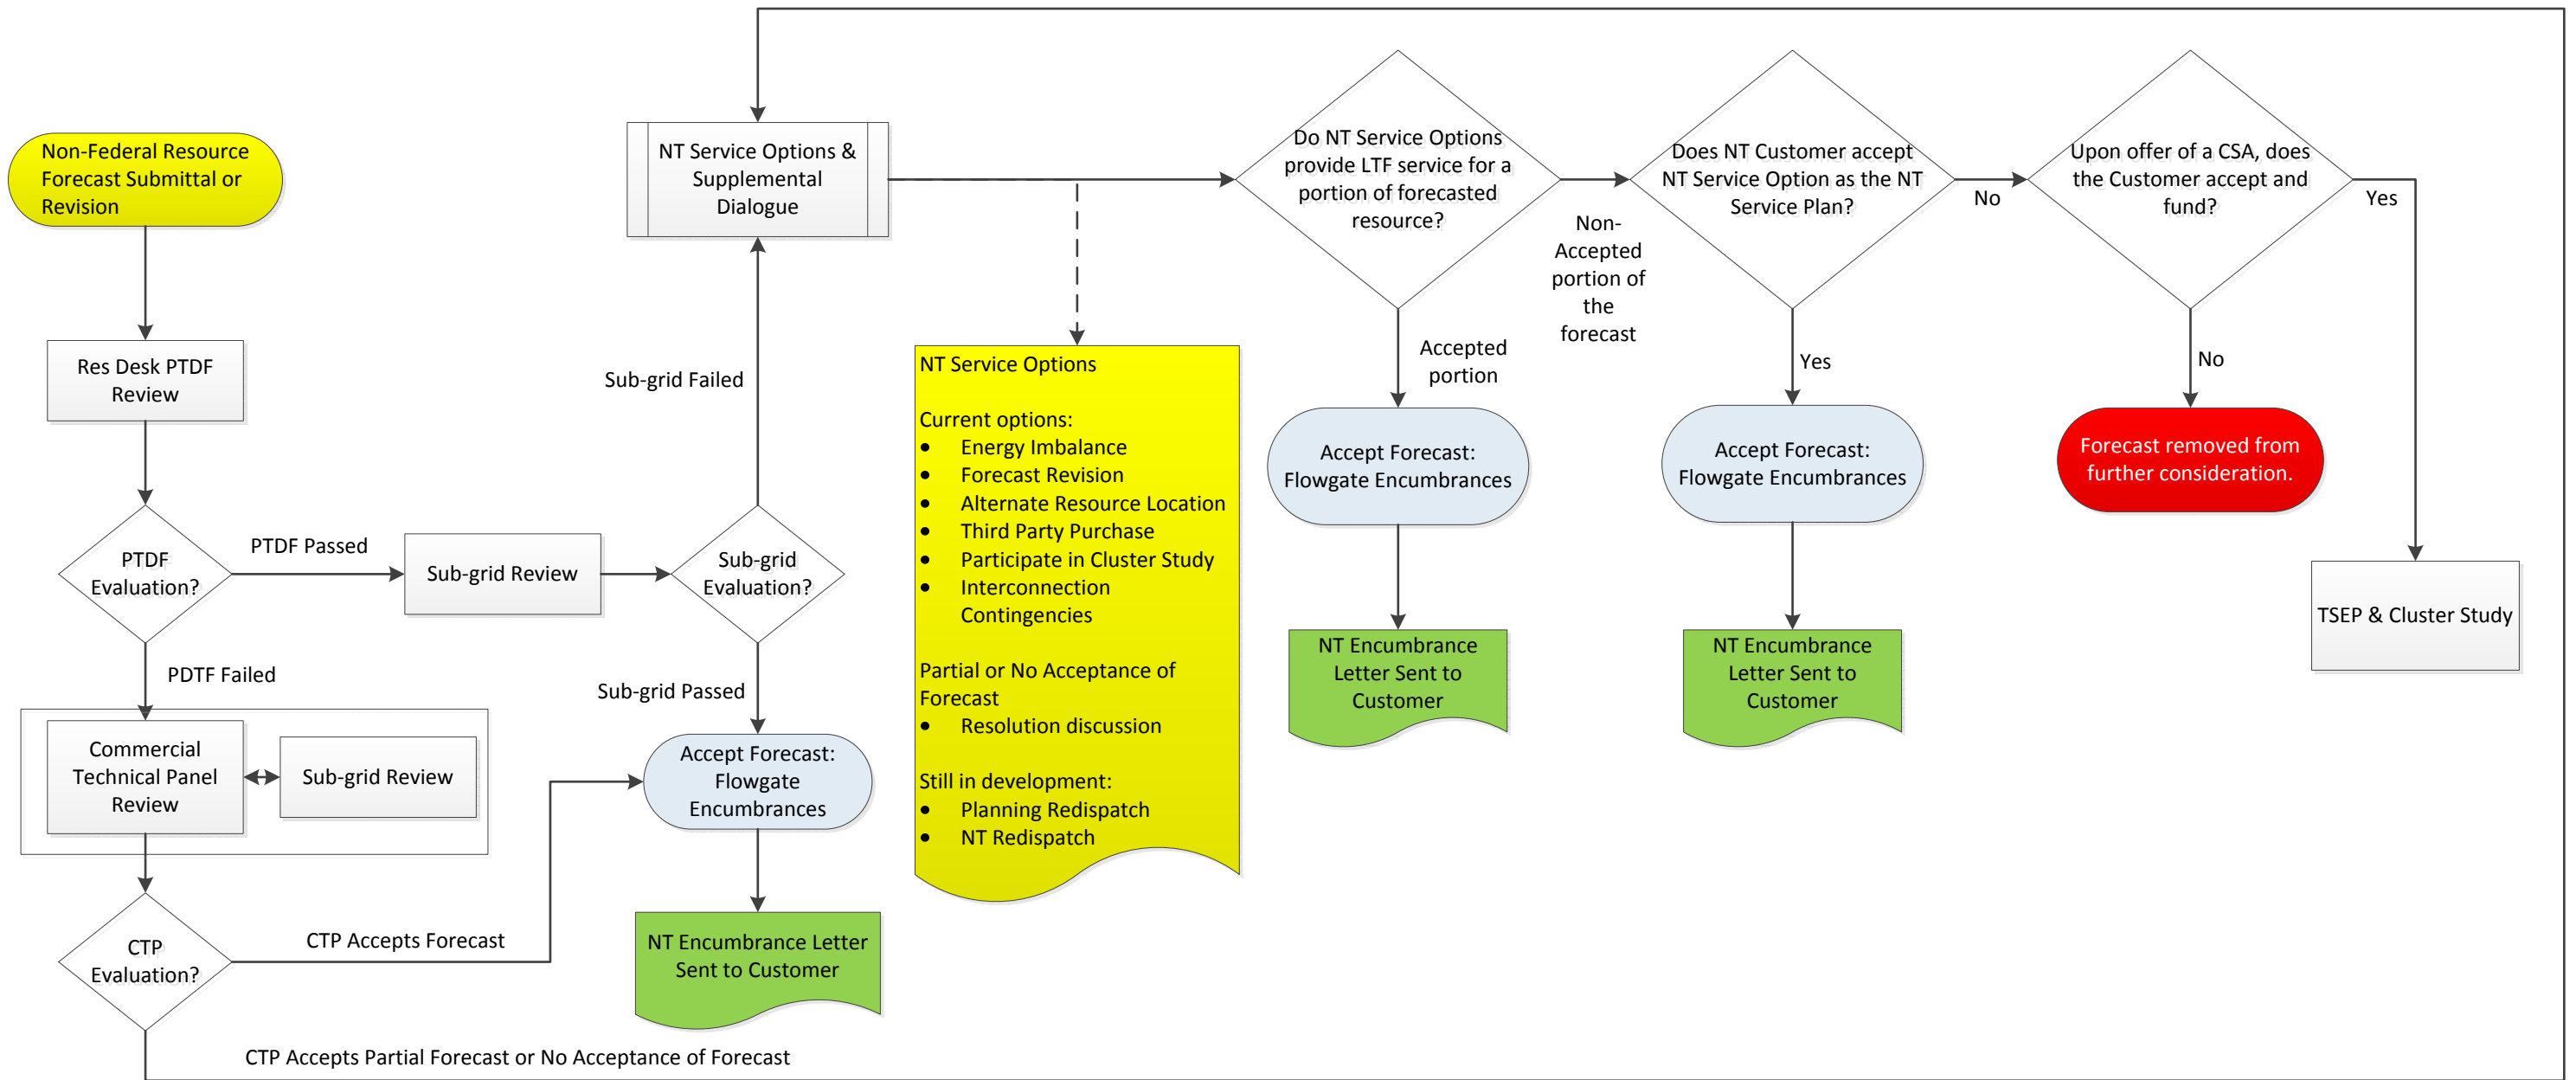 Non-Federal Resource
Forecast Submittal or
Revision
Res Desk PTDF
Review
PTDF
Evaluation?
PTDF Passed
Sub-grid Review
Sub-grid
Evaluation?
Sub-grid Failed
Sub-grid Passed
PDTF Failed
Commercial
Technical Panel
Review
Sub-grid Review
CTP
Evaluation?
CTP Accepts Forecast
CTP Accepts Partial Forecast or No Acceptance of Forecast
Accept Forecast:
Flowgate
Encumbrances
NT Encumbrance Letter
Sent to Customer
NT Service Options &
Supplemental
Dialogue
NT Service Options
Current options:
• Energy Imbalance
• Forecast Revision
• Alternate Resource Location
• Third Party Purchase
• Participate in Cluster Study
• Interconnection
Contingencies
Partial or No Acceptance of
Forecast
• Resolution discussion
Still in development:
• Planning Redispatch
• NT Redispatch
Do NT Service Options
provide LTF service for a
portion of forecasted
resource?
Accepted
portion
Accept Forecast:
Flowgate Encumbrances
NT Encumbrance
Letter Sent to
Customer
Non-
Accepted
portion of
the
forecast
Does NT Customer accept
NT Service Option as the NT
Service Plan?
Yes
Accept Forecast:
Flowgate Encumbrances
NT Encumbrance
Letter Sent to
Customer
No
Upon offer of a CSA, does
the Customer accept and
fund?
No
Forecast removed from
further consideration.
Yes
TSEP & Cluster Study